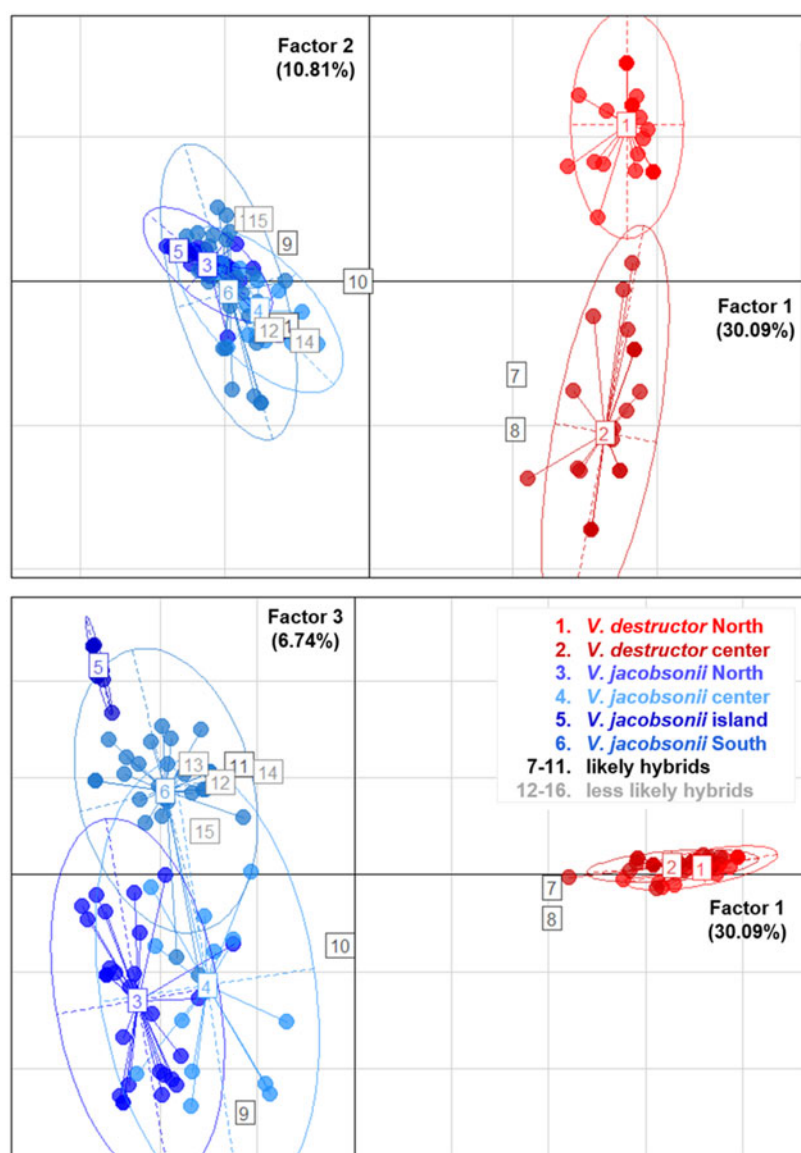 Factor 2
(10.81%)
1
15
9
5
3
10
6
4
Factor 1
(30.09%)
12
1
14
7
8
2
Factor 3
(6.74%)
1. V. destructor North
2. V. destructor center
3. V. jacobsonii North
4. V. jacobsonii center
5. V. jacobsonii island
6. V. jacobsonii South
7-11. likely hybrids
12-16. less likely hybrids
5
13
11
14
12
6
15
2
1
7
Factor 1
(30.09%)
8
10
4
3
9